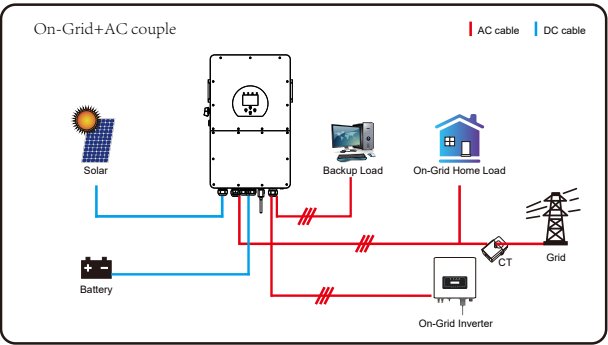 On-Grid+AC couple
AC cable
DC cable
Solar
Backup Load
On-Grid Home Load
CT
Grid
Battery
On-Grid Inverter